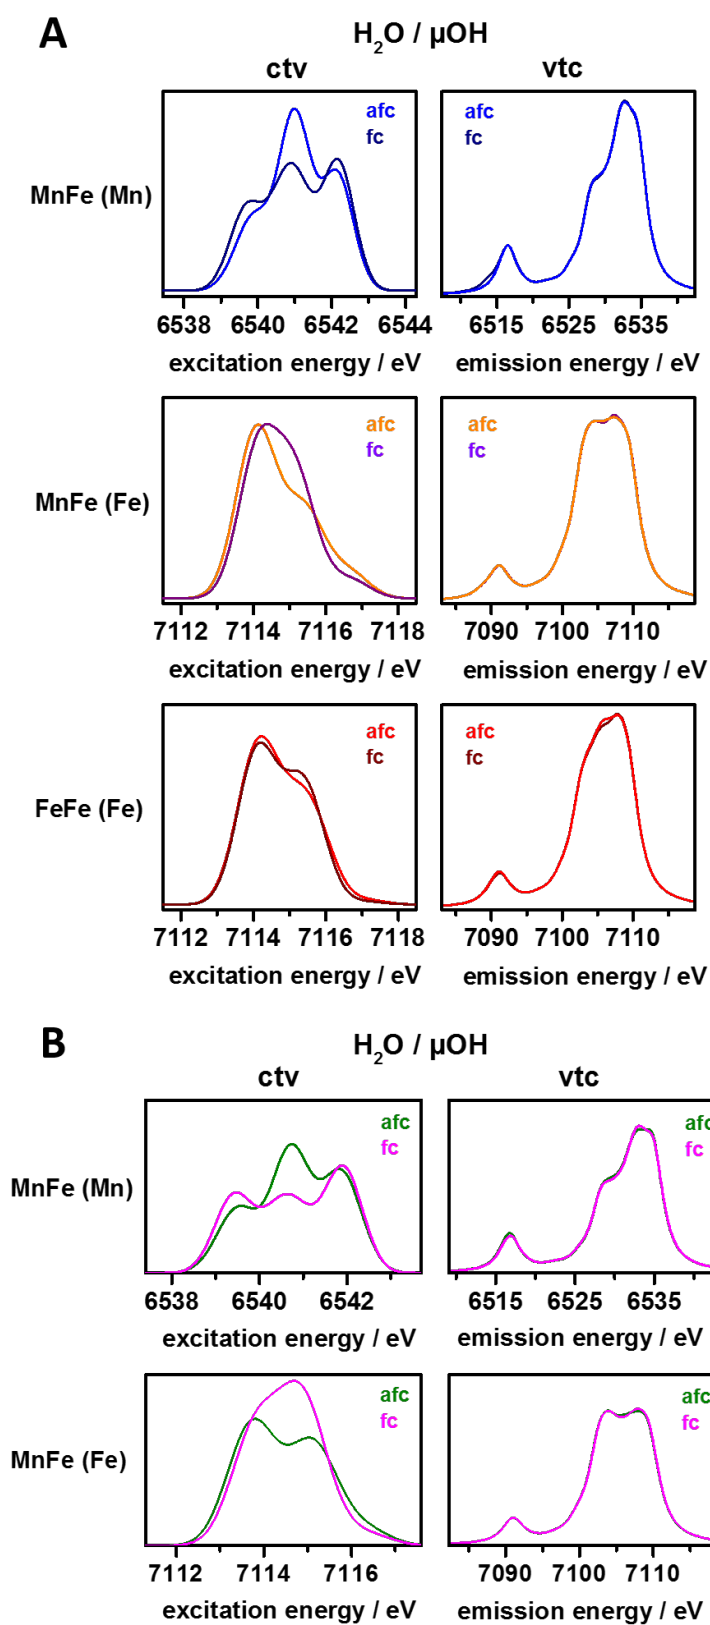 A
H₂O / µOH
ctv
vtc
MnFe (Mn)
afc
fc
afc
fc
6538 6540 6542 6544
6515 6525 6535
excitation energy / eV
emission energy / eV
MnFe (Fe)
afc
fc
afc
fc
7112 7114 7116 7118
7090 7100 7110
excitation energy / eV
emission energy / eV
FeFe (Fe)
afc
fc
afc
fc
7112 7114 7116 7118
7090 7100 7110
excitation energy / eV
emission energy / eV
B
H₂O / µOH
ctv
vtc
MnFe (Mn)
afc
fc
afc
fc
6538 6540 6542
6515 6525 6535
excitation energy / eV
emission energy / eV
MnFe (Fe)
afc
fc
afc
fc
7112 7114 7116
7090 7100 7110
excitation energy / eV
emission energy / eV